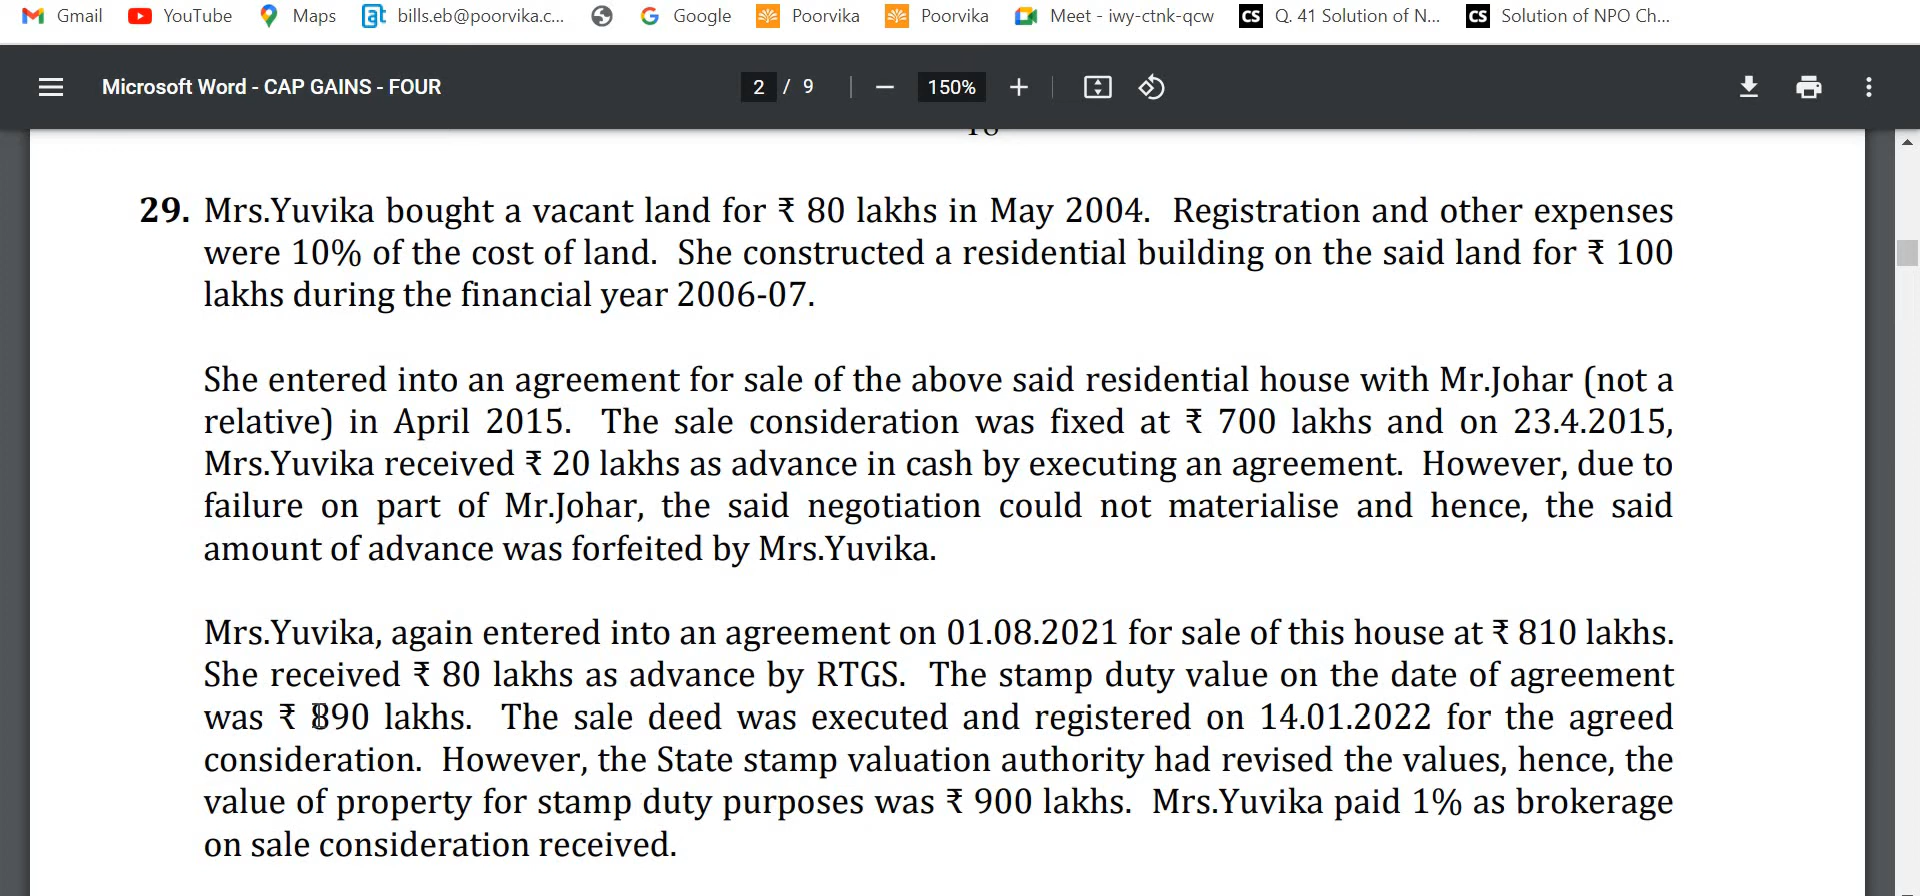 Gmail YouTube Maps bills.eb@poorvika.c... Google Poorvika Poorvika Meet - iwy-ctnk-qcw CS Q. 41 Solution of N... CS Solution of NPO Ch...
Microsoft Word - CAP GAINS - FOUR 2 / 9 150%
29. Mrs.Yuvika bought a vacant land for ₹ 80 lakhs in May 2004. Registration and other expenses
were 10% of the cost of land. She constructed a residential building on the said land for ₹ 100
lakhs during the financial year 2006-07.
She entered into an agreement for sale of the above said residential house with Mr.Johar (not a
relative) in April 2015. The sale consideration was fixed at ₹ 700 lakhs and on 23.4.2015,
Mrs.Yuvika received ₹ 20 lakhs as advance in cash by executing an agreement. However, due to
failure on part of Mr.Johar, the said negotiation could not materialise and hence, the said
amount of advance was forfeited by Mrs.Yuvika.
Mrs.Yuvika, again entered into an agreement on 01.08.2021 for sale of this house at ₹ 810 lakhs.
She received ₹ 80 lakhs as advance by RTGS. The stamp duty value on the date of agreement
was ₹ 890 lakhs. The sale deed was executed and registered on 14.01.2022 for the agreed
consideration. However, the State stamp valuation authority had revised the values, hence, the
value of property for stamp duty purposes was ₹ 900 lakhs. Mrs.Yuvika paid 1% as brokerage
on sale consideration received.